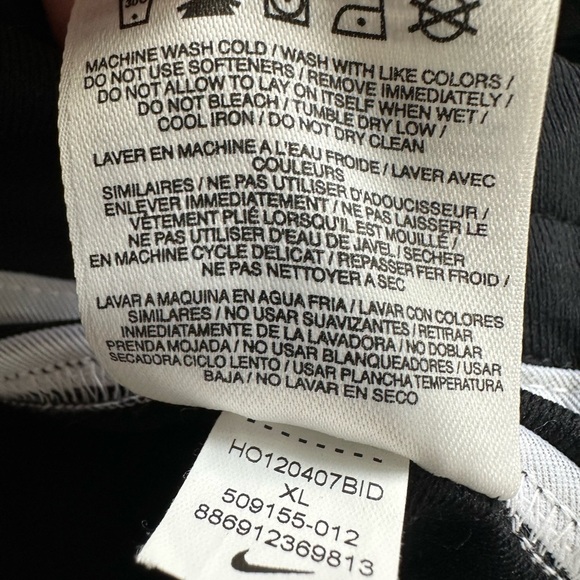 MACHINE WASH COLD / WASH WITH LIKE COLORS /
DO NOT USE SOFTENERS / REMOVE IMMEDIATELY /
DO NOT ALLOW TO LAY ON ITSELF WHEN WET /
DO NOT BLEACH / TUMBLE DRY LOW /
COOL IRON / DO NOT DRY CLEAN
LAVER EN MACHINE A L'EAU FROIDE / LAVER AVEC
COULEURS
SIMILAIRES / NE PAS UTILISER D'ADOUCISSEUR /
ENLEVER IMMÉDIATEMENT / NE PAS LAISSER LE
VÊTEMENT PLIÉ LORSQU'IL EST MOUILLÉ /
NE PAS UTILISER D'EAU DE JAVEL / SECHER
EN MACHINE CYCLE DELICAT / REPASSER FER FROID /
NE PAS NETTOYER A SEC
LAVAR A MAQUINA EN AGUA FRIA / LAVAR CON COLORES
SIMILARES / NO USAR SUAVIZANTES / RETIRAR
INMEDIATAMENTE DE LA LAVADORA / NO DOBLAR
PRENDA MOJADA / NO USAR BLANQUEADORES / USAR
SECADORA CICLO LENTO / USAR PLANCHA TEMPERATURA
BAJA / NO LAVAR EN SECO
HO120407BID
XL
509155-012
886912369813